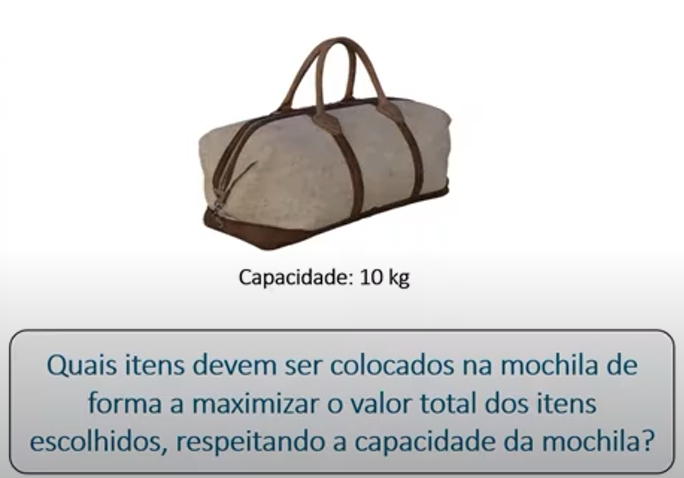 Capacidade: 10 kg
Quais itens devem ser colocados na mochila de
forma a maximizar o valor total dos itens
escolhidos, respeitando a capacidade da mochila?